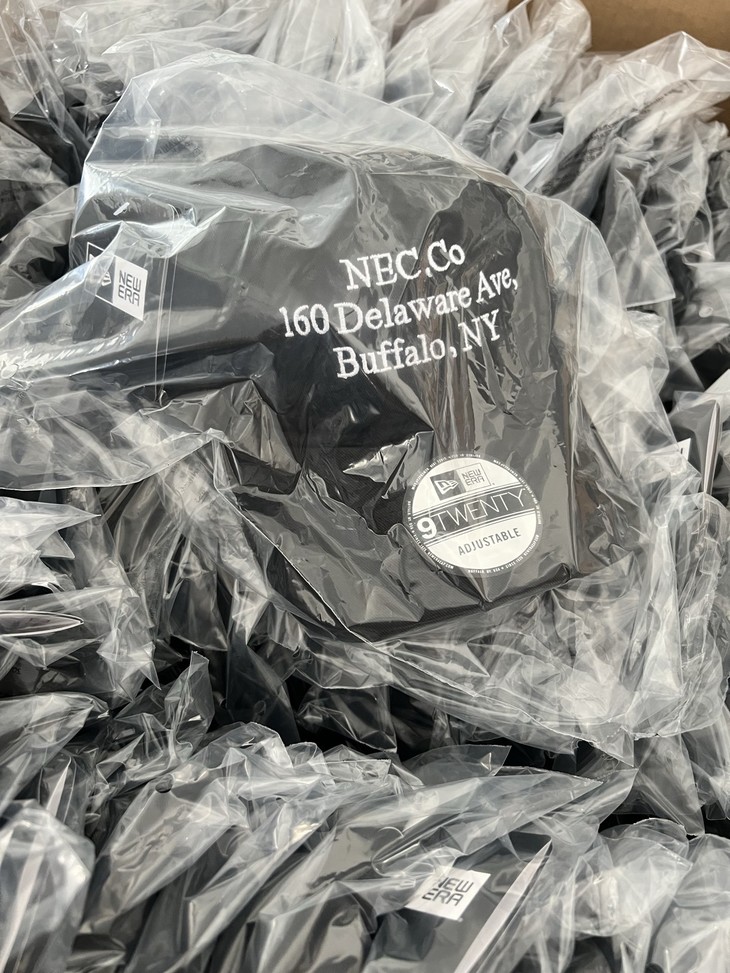 NEC.Co
160 Delaware Ave,
Buffalo, NY
NEW
ERA
NEW
ERA
9TWENTY
ADJUSTABLE
NEW
ERA